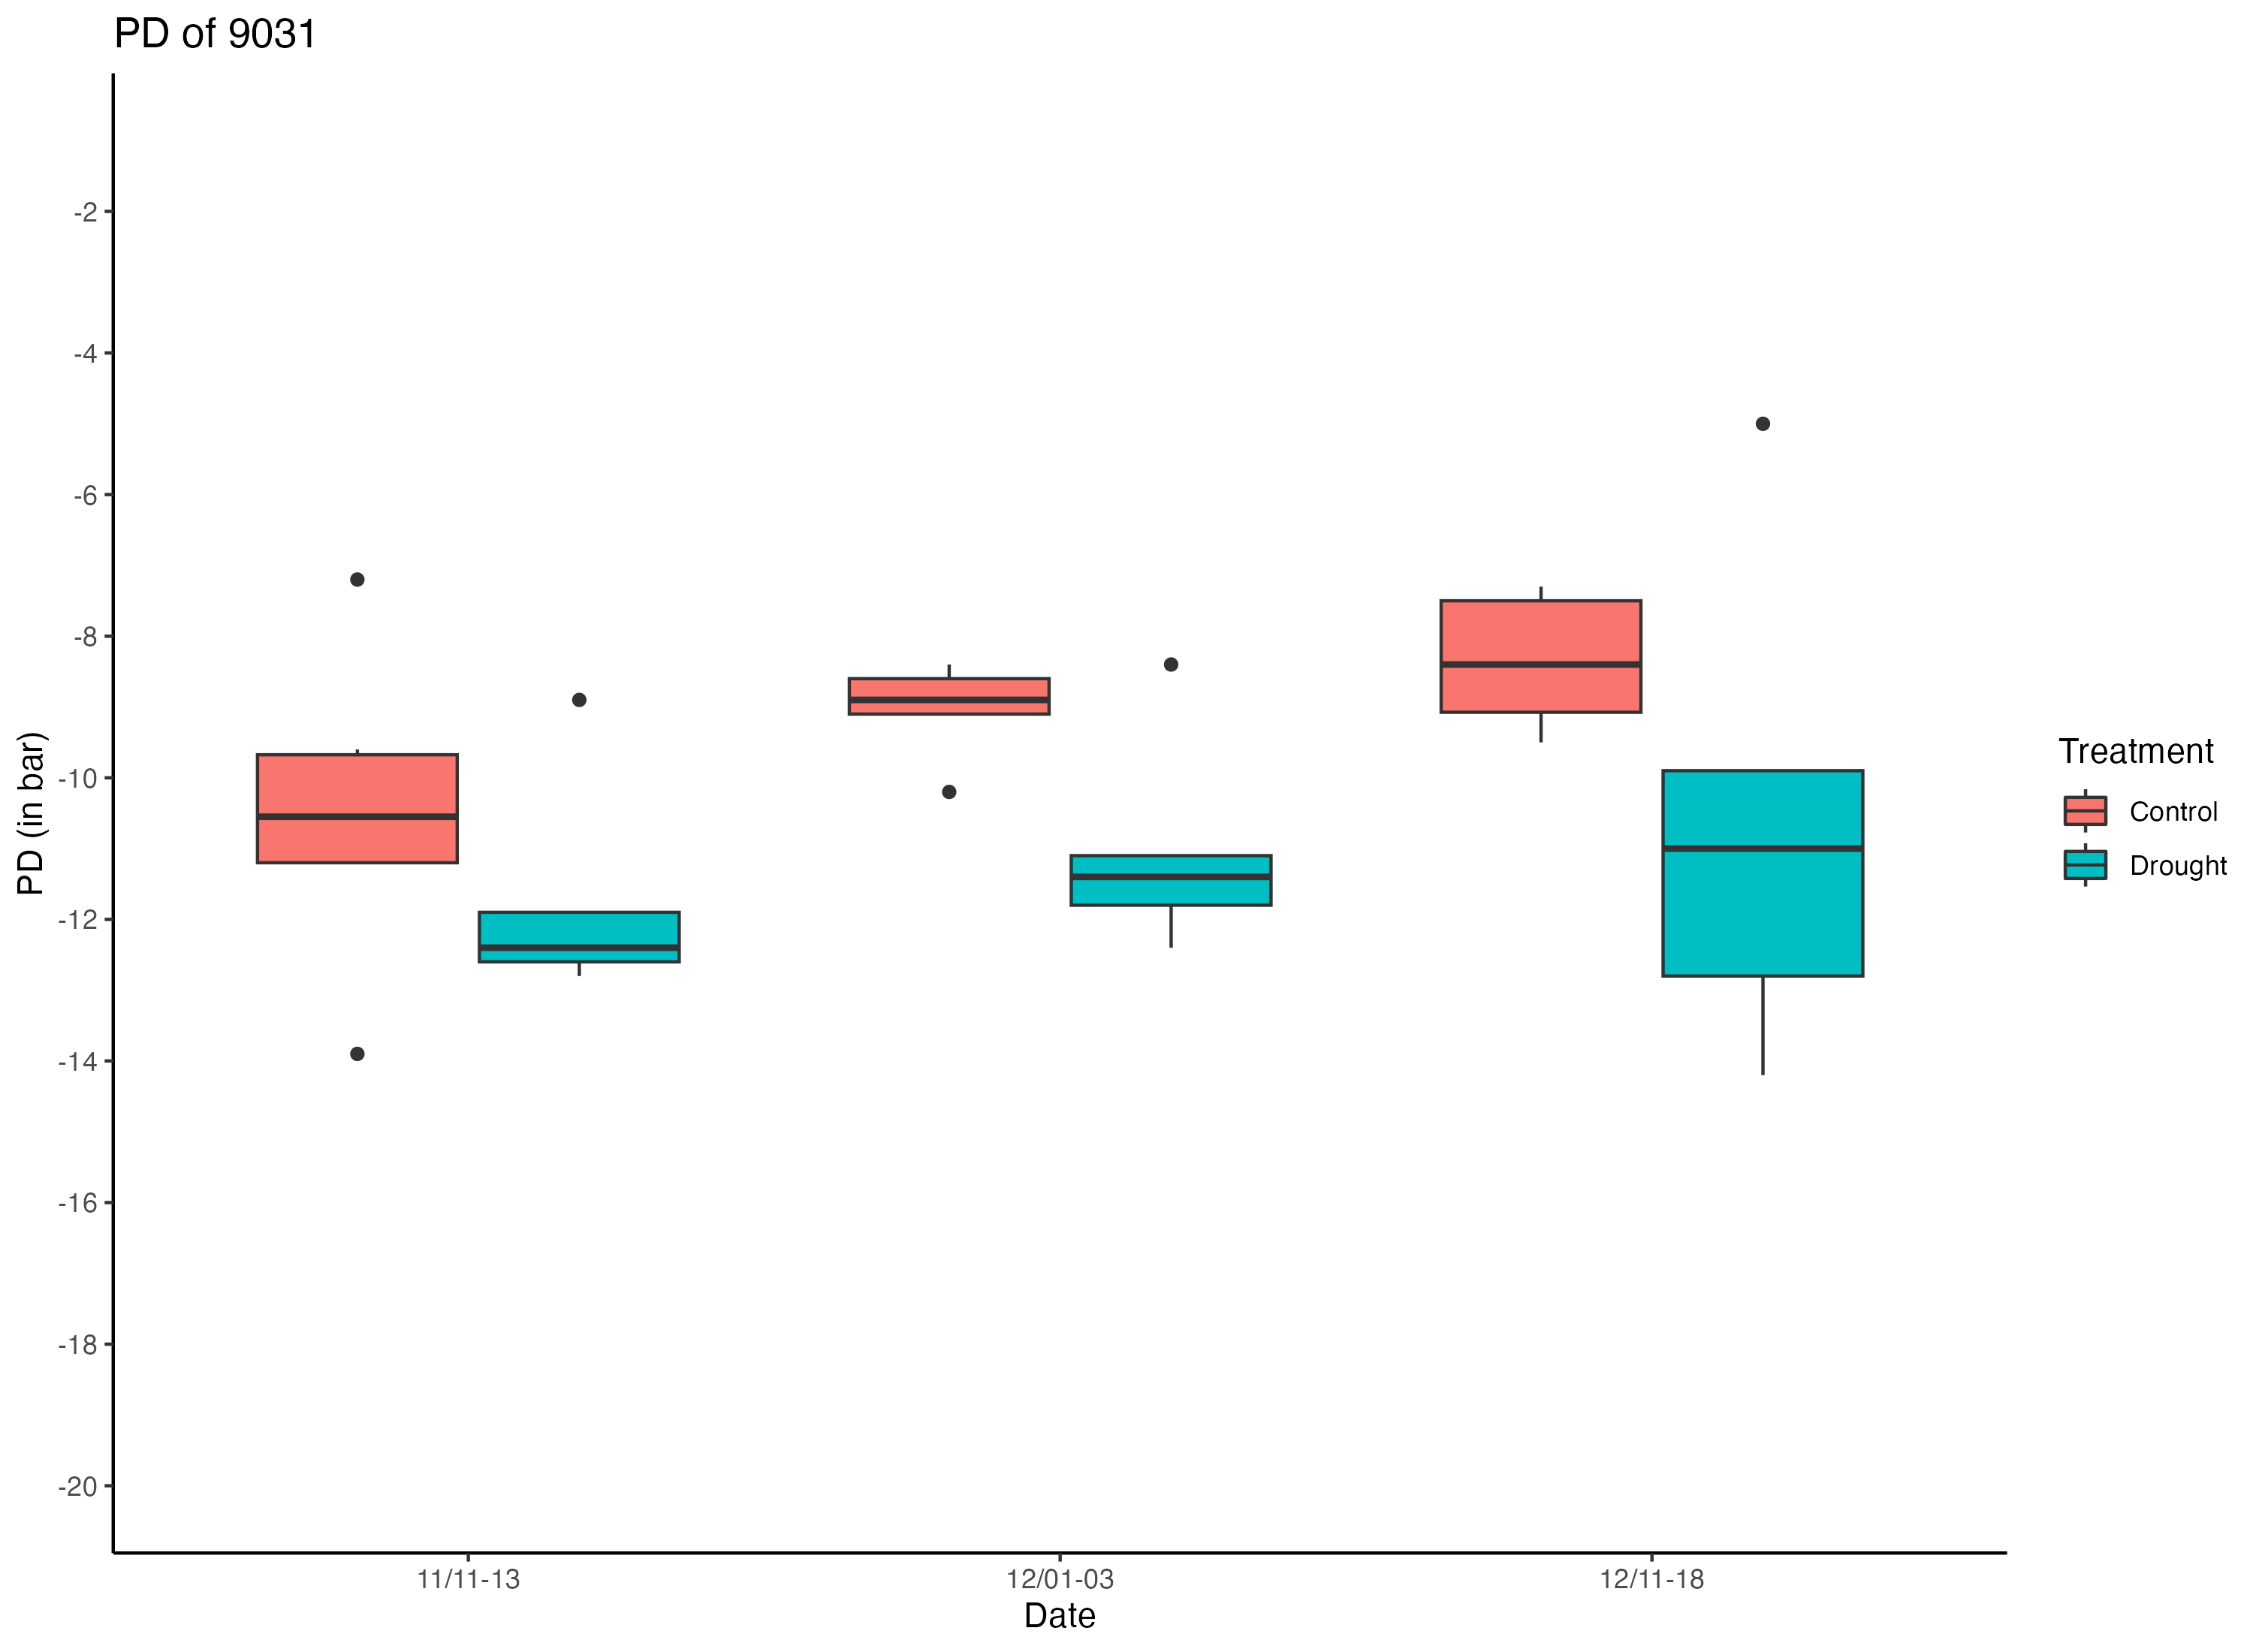 PD of 9031
-2
-4
-6
-8
-10
-12
-14
-16
-18
-20
PD (in bar)
11/11-13
12/01-03
12/11-18
Date
Treatment
Control
Drought